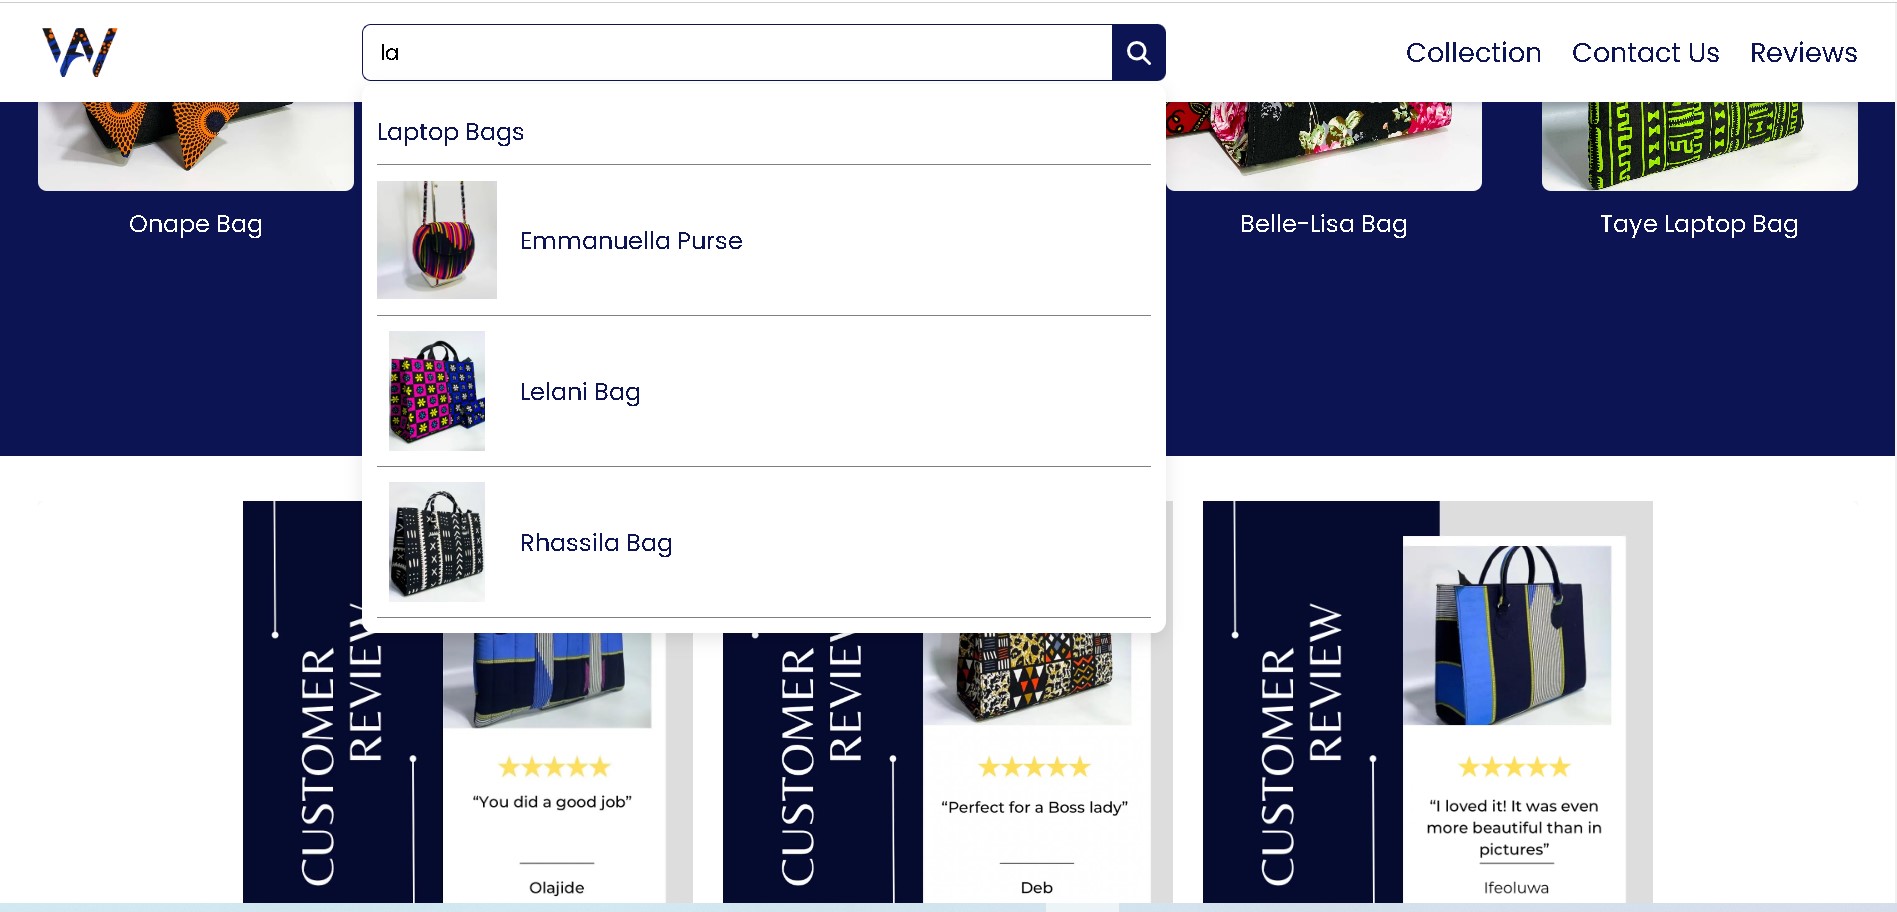 la
Collection
Contact Us
Reviews
Laptop Bags
Emmanuella Purse
Lelani Bag
Rhassila Bag
Onape Bag
Belle-Lisa Bag
Taye Laptop Bag
CUSTOMER
REVIEW
★★★★★
“You did a good job”
Olajide
CUSTOMER
REVIEW
★★★★★
“Perfect for a Boss lady”
Deb
CUSTOMER
REVIEW
★★★★★
“I loved it! It was even
more beautiful than in
pictures”
Ifeoluwa